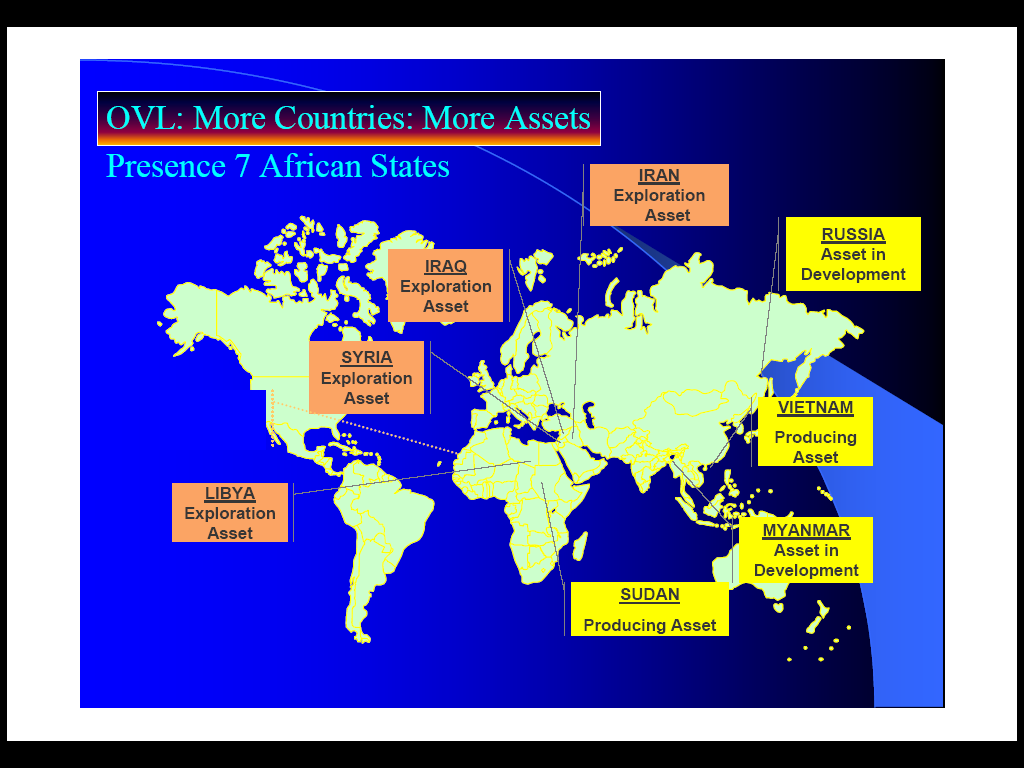 OVL: More Countries: More Assets
Presence 7 African States
IRAN
Exploration
Asset
RUSSIA
Asset in
Development
IRAQ
Exploration
Asset
SYRIA
Exploration
Asset
VIETNAM
Producing
Asset
LIBYA
Exploration
Asset
MYANMAR
Asset in
Development
SUDAN
Producing Asset